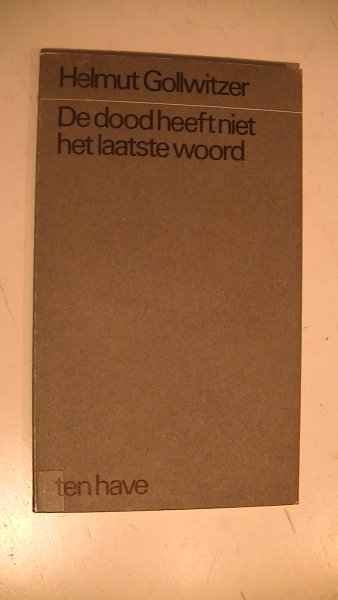 Helmut Gollwitzer
De dood heeft niet
het laatste woord
ten have